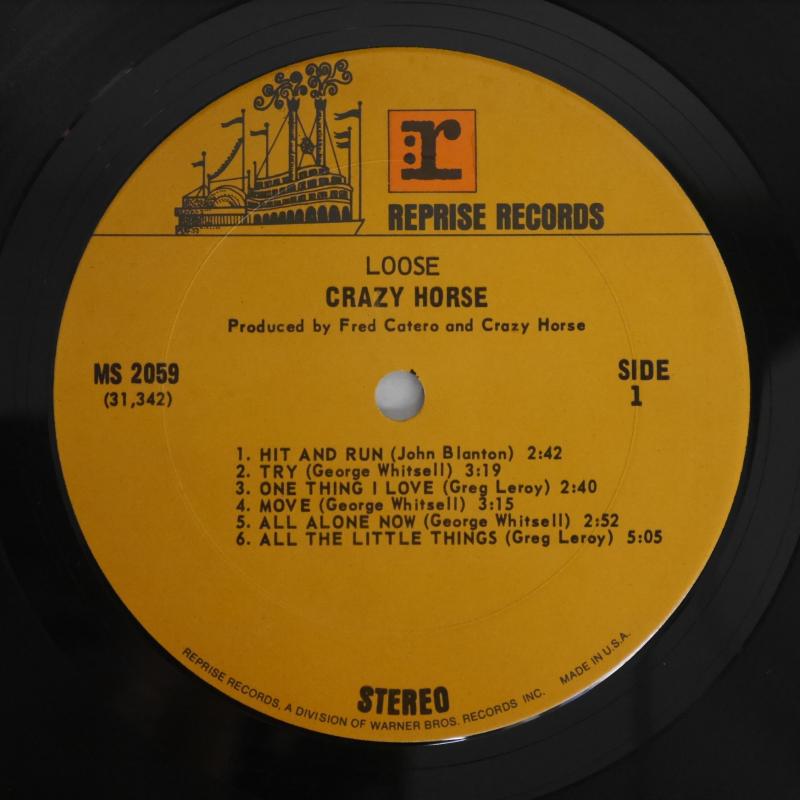 r
REPRISE RECORDS
LOOSE
CRAZY HORSE
Produced by Fred Catero and Crazy Horse
MS 2059
(31,342)
SIDE
1
1. HIT AND RUN (John Blanton) 2:42
2. TRY (George Whitsell) 3:19
3. ONE THING I LOVE (Greg Leroy) 2:40
4. MOVE (George Whitsell) 3:15
5. ALL ALONE NOW (George Whitsell) 2:52
6. ALL THE LITTLE THINGS (Greg Leroy) 5:05
STEREO
REPRISE RECORDS, A DIVISION OF WARNER BROS. RECORDS INC. MADE IN U.S.A.